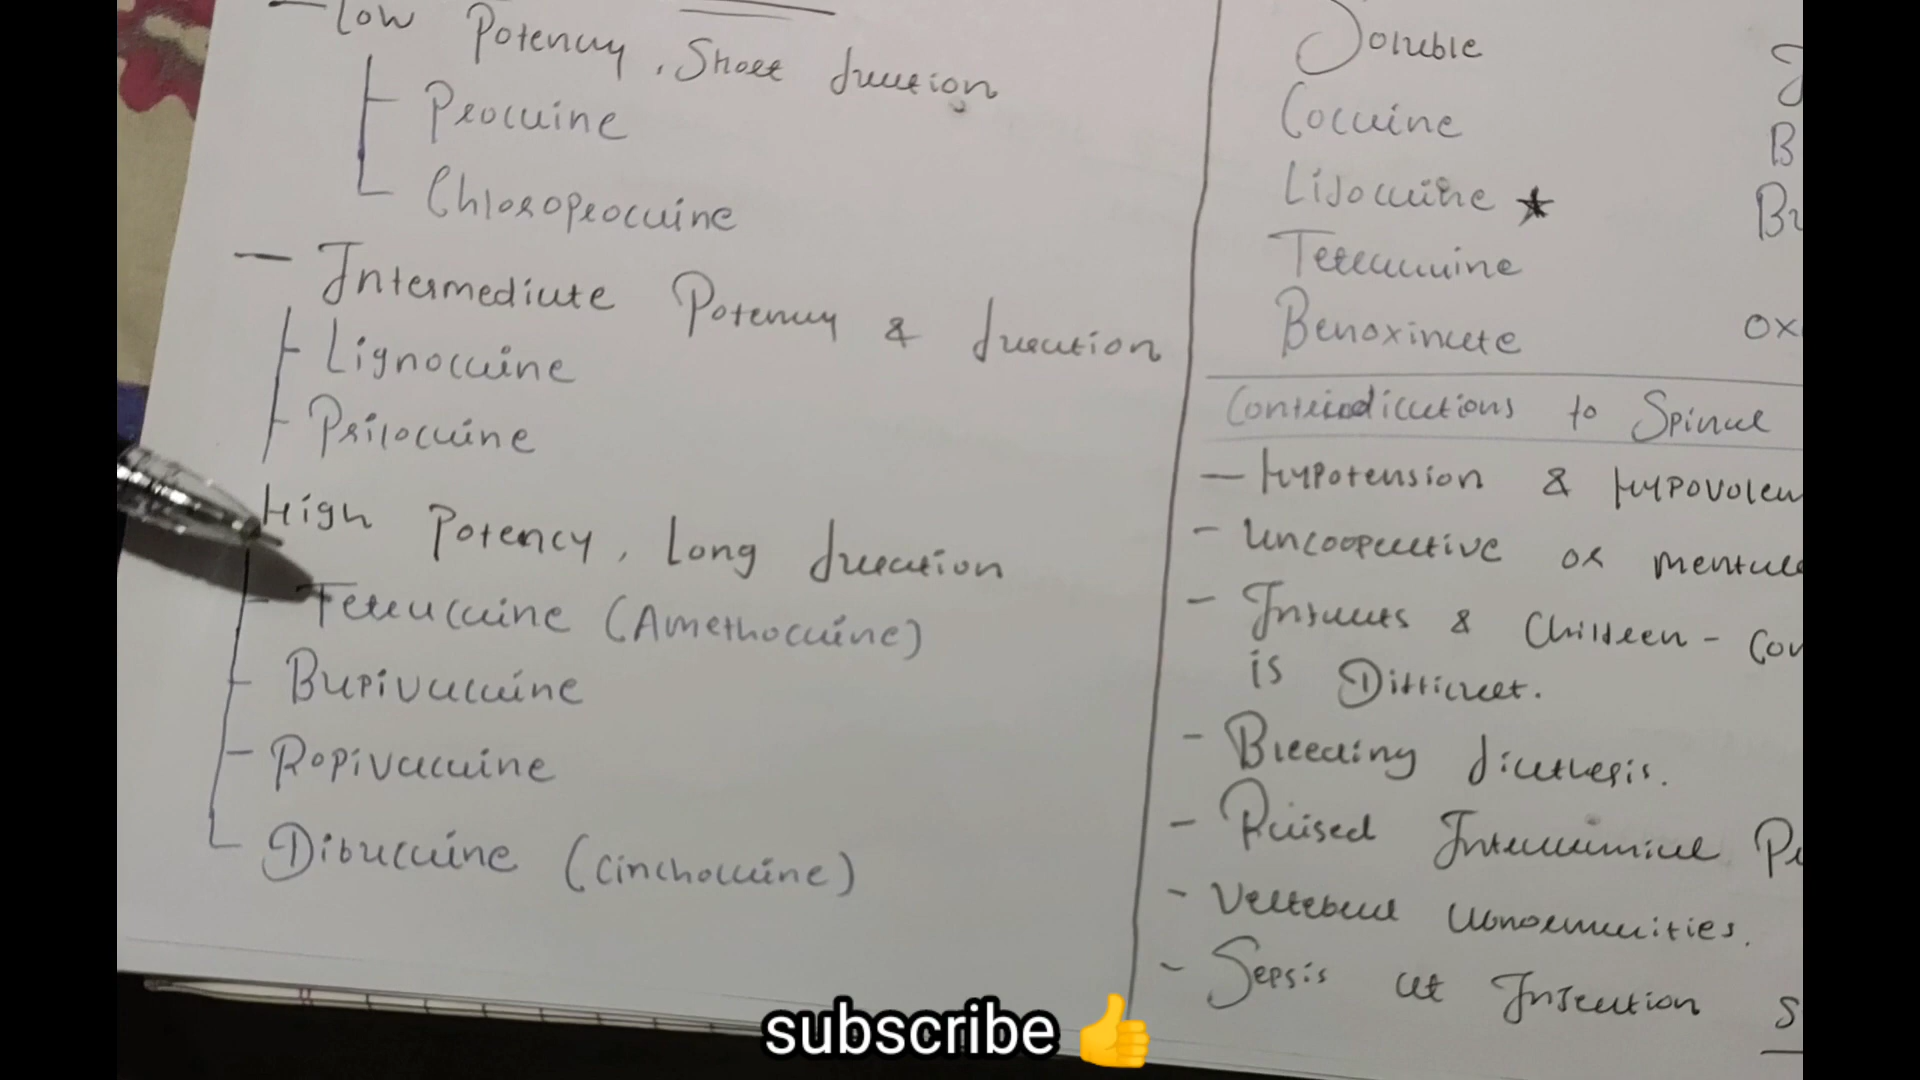 — Low Potency, Short duration
Procaine
Chloroprocaine
— Intermediate Potency & duration
Lignocaine
Prilocaine
High Potency, Long duration
Tetracaine (Amethocaine)
Bupivacaine
Ropivacaine
Dibucaine (Cinchocaine)
Soluble
Cocaine
Lidocaine ★
Tetracaine
Benoxinate
Contraindications to Spinal
— Hypotension &
- Uncooperative or
- Infants & Children -
is Difficult.
- Bleeding diathesis.
- Raised Intracranial
- Vertebral abnormalities.
- Sepsis at Injection
subscribe 👍